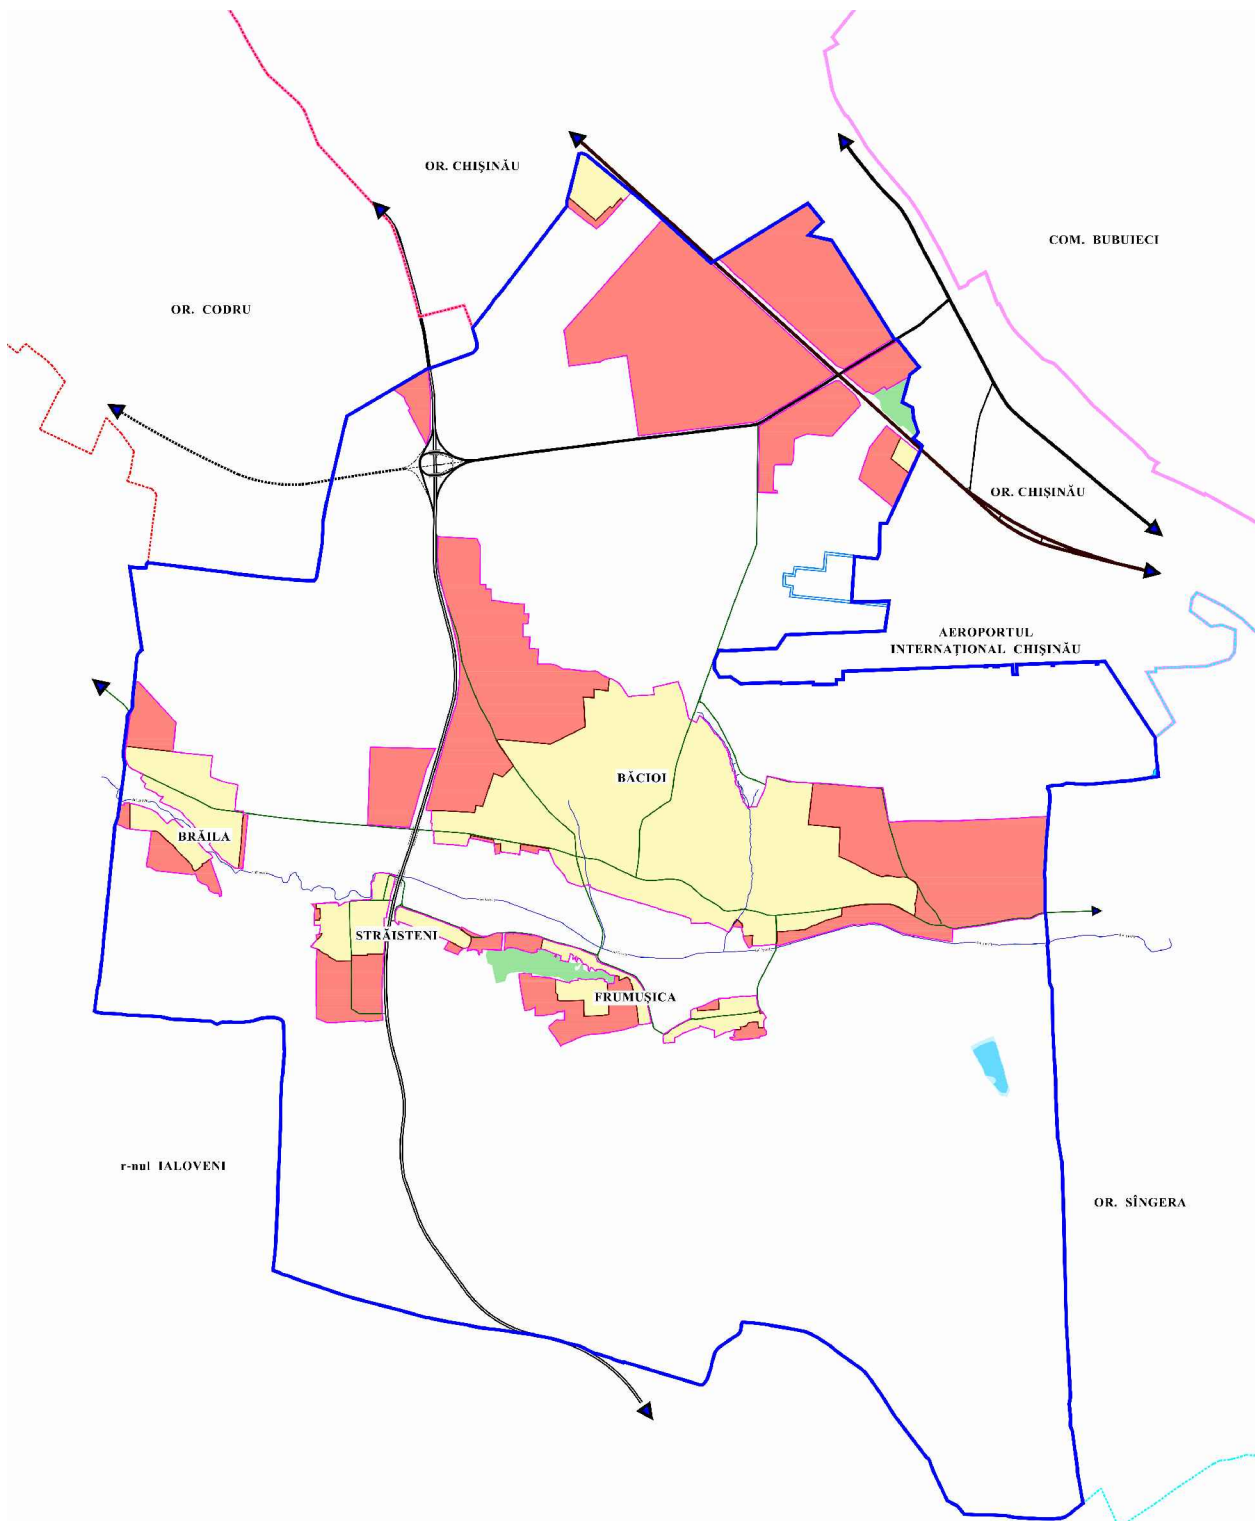 OR. CHIŞINĂU
COM. BUBUIECI
OR. CODRU
OR. CHIŞINĂU
AEROPORTUL
INTERNAŢIONAL CHIŞINĂU
BĂCIOI
BRĂILA
STRĂISTENI
FRUMUŞICA
r-nul IALOVENI
OR. SÎNGERA